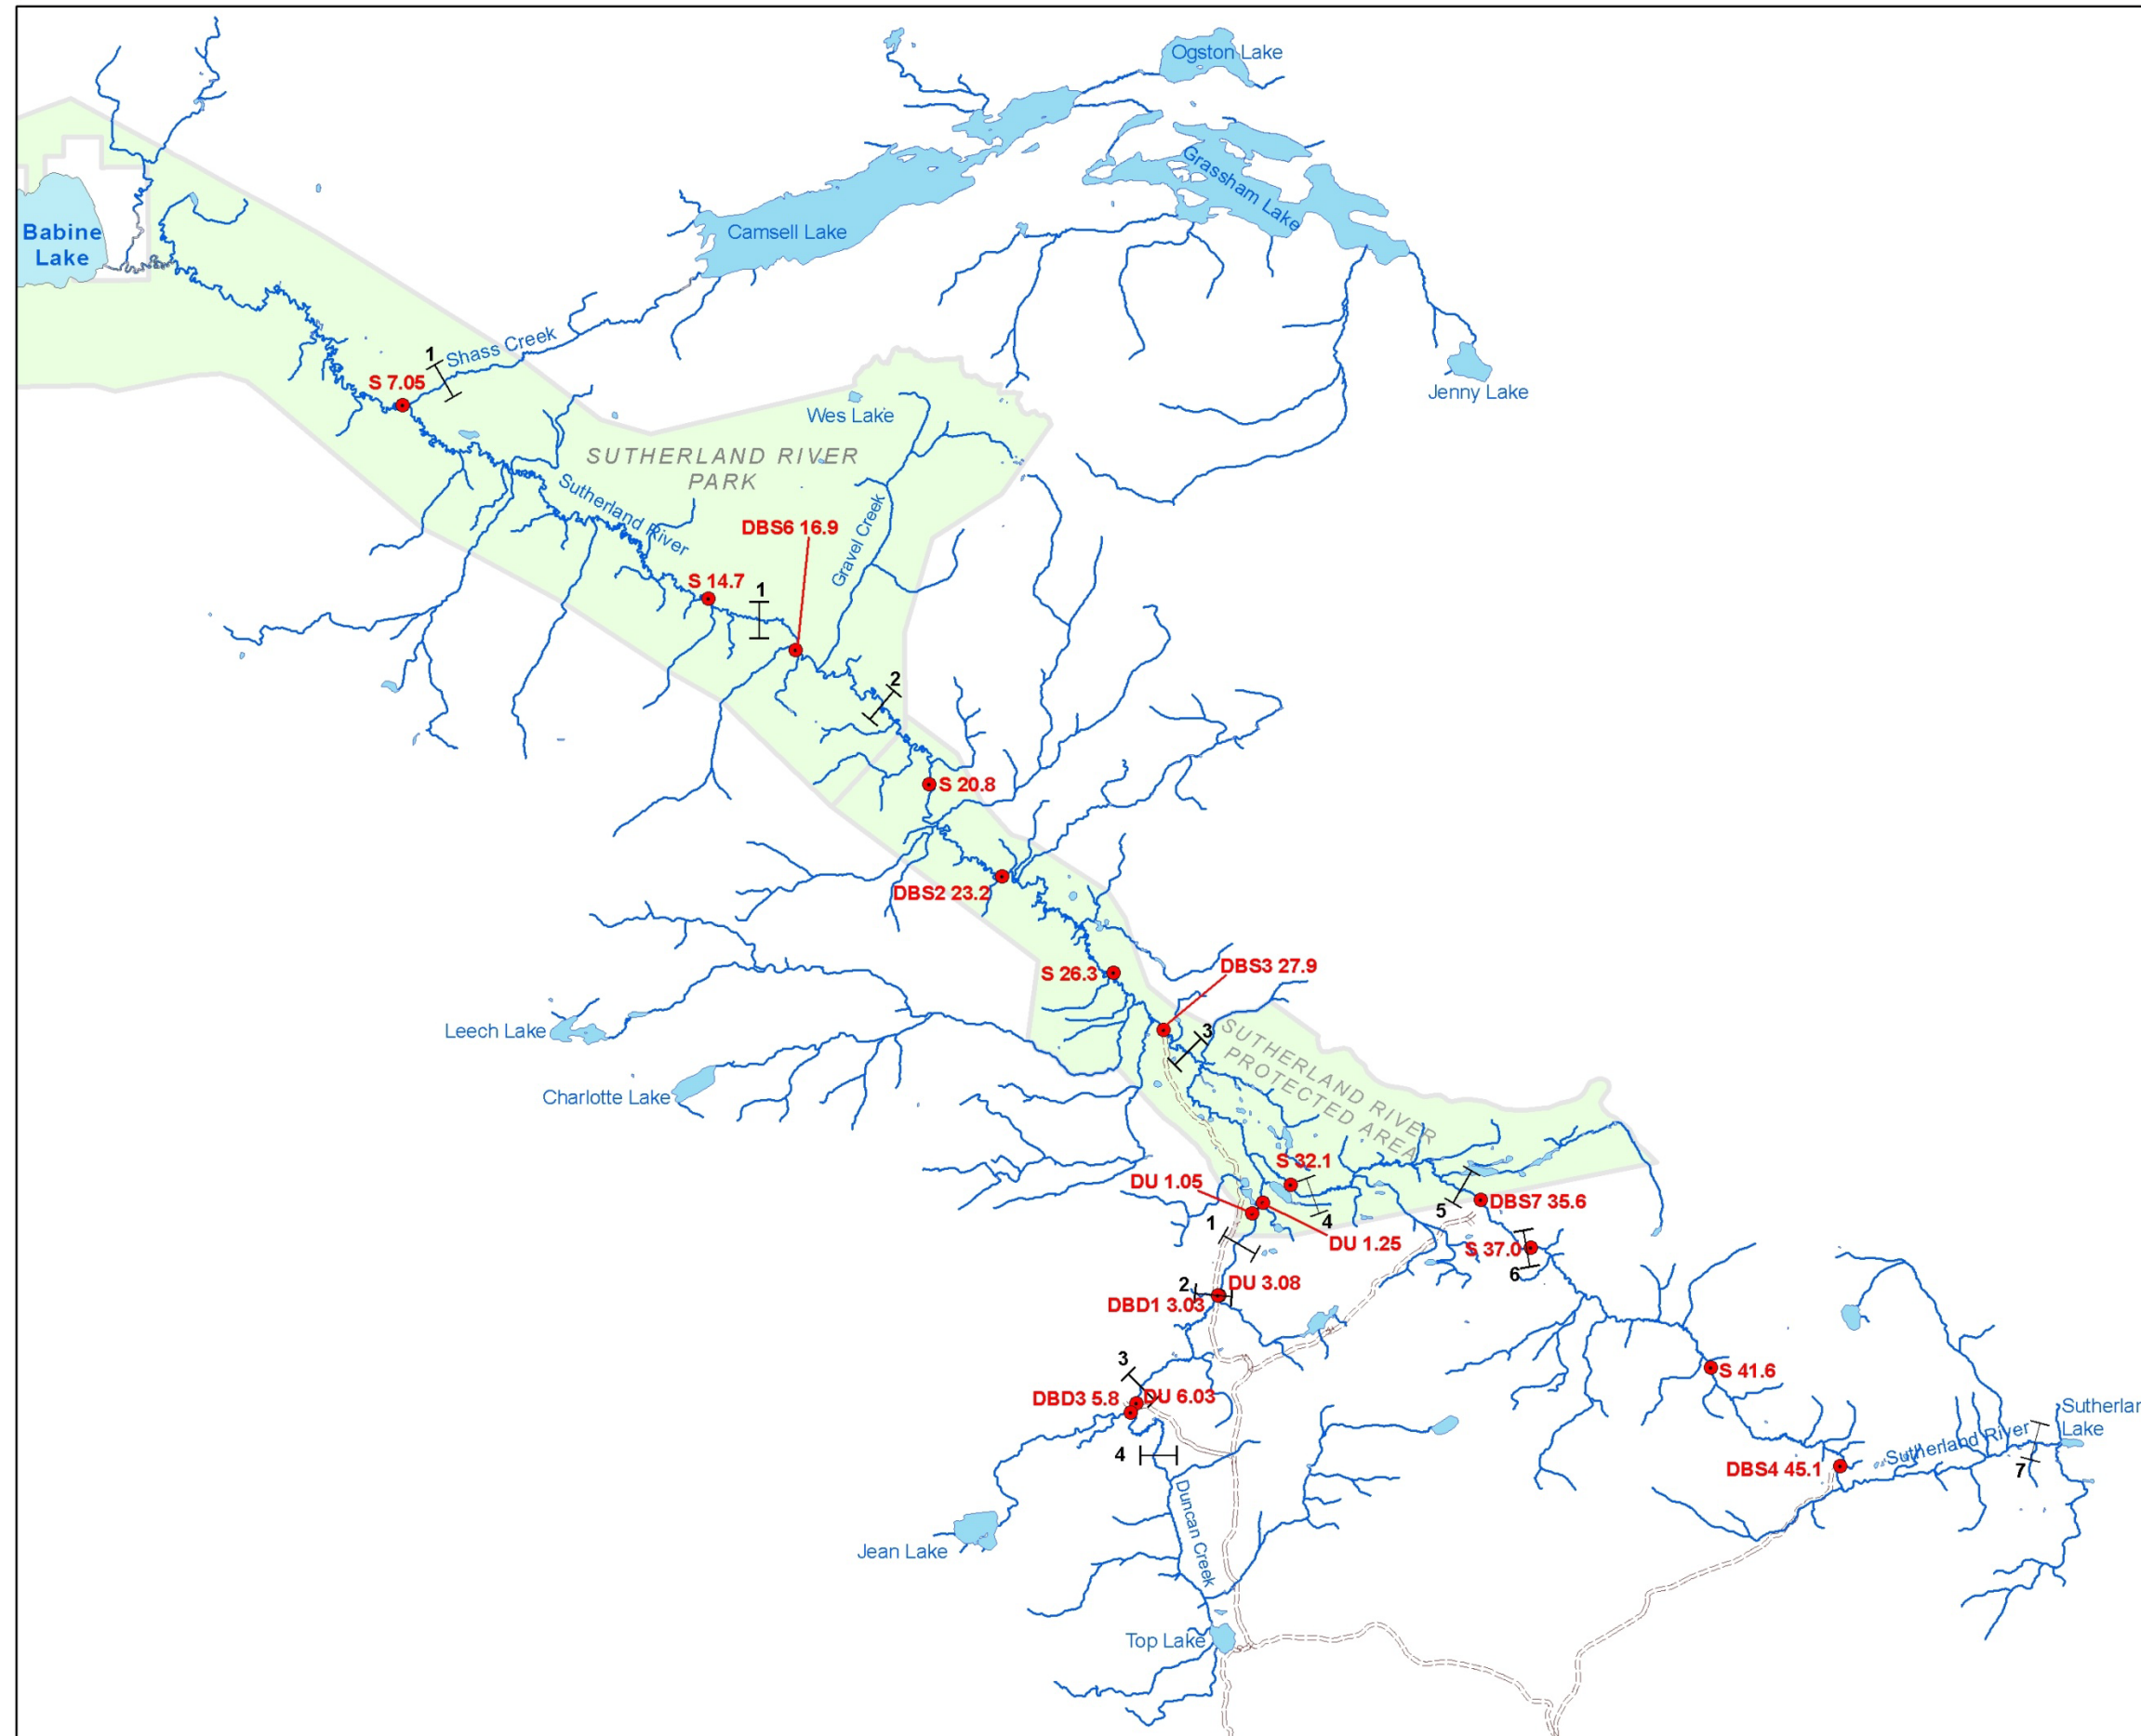 Ogston Lake
Grassham Lake
Babine
Lake
Camsell Lake
1
Shass Creek
S 7.05
Jenny Lake
Wes Lake
SUTHERLAND RIVER
PARK
Sutherland River
DBS6 16.9
Gravel Creek
S 14.7
1
2
S 20.8
DBS2 23.2
S 26.3
DBS3 27.9
Leech Lake
3
SUTHERLAND RIVER
PROTECTED AREA
Charlotte Lake
S 32.1
DU 1.05
DBS7 35.6
5
4
1
DU 1.25
S 37.0
6
2
DU 3.08
DBD1 3.03
3
S 41.6
DBD3 5.8
DU 6.03
Sutherlan
Lake
Sutherland River
4
DBS4 45.1
7
Duncan Creek
Jean Lake
Top Lake